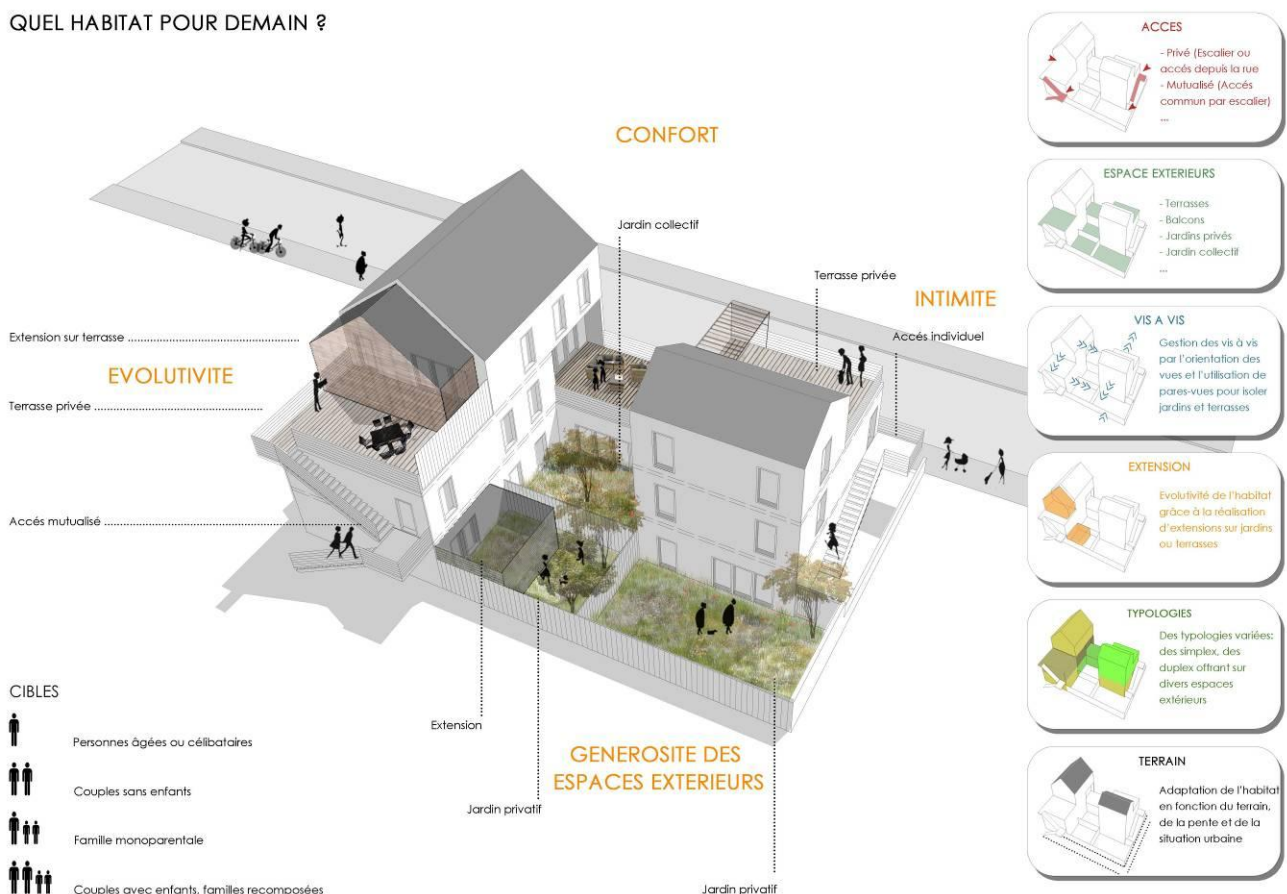 QUEL HABITAT POUR DEMAIN ?
CONFORT
Jardin collectif
Terrasse privée
INTIMITE
Accés individuel
Extension sur terrasse
EVOLUTIVITE
Terrasse privée
Accés mutualisé
Extension
GENEROSITE DES
ESPACES EXTERIEURS
Jardin privatif
Jardin privatif
CIBLES
Personnes âgées ou célibataires
Couples sans enfants
Famille monoparentale
Couples avec enfants, familles recomposées
ACCES
- Privé (Escalier ou
accés depuis la rue
- Mutualisé (Accés
commun par escalier)
...
ESPACE EXTERIEURS
- Terrasses
- Balcons
- Jardins privés
- Jardin collectif
...
VIS A VIS
Gestion des vis à vis
par l'orientation des
vues et l'utilisation de
pares-vues pour isoler
jardins et terrasses
EXTENSION
Evolutivité de l'habitat
grâce à la réalisation
d'extensions sur jardins
ou terrasses
TYPOLOGIES
Des typologies variées:
des simplex, des
duplex offrant sur
divers espaces
extérieurs
TERRAIN
Adaptation de l'habitat
en fonction du terrain,
de la pente et de la
situation urbaine